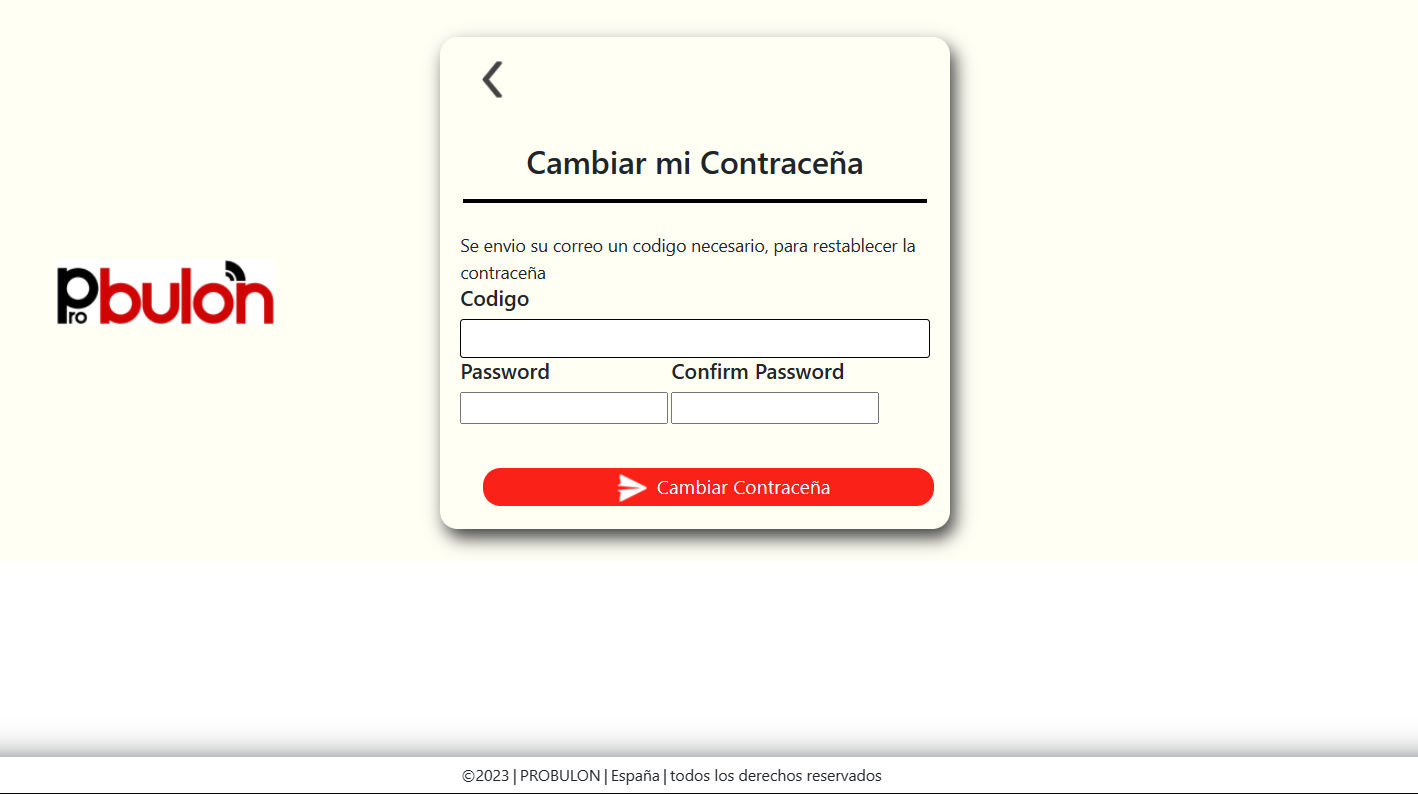 Cambiar mi Contraceña
Probulon
Se envio su correo un codigo necesario, para restablecer la
contraceña
Codigo
Password Confirm Password
Cambiar Contraceña
©2023 | PROBULON | España | todos los derechos reservados